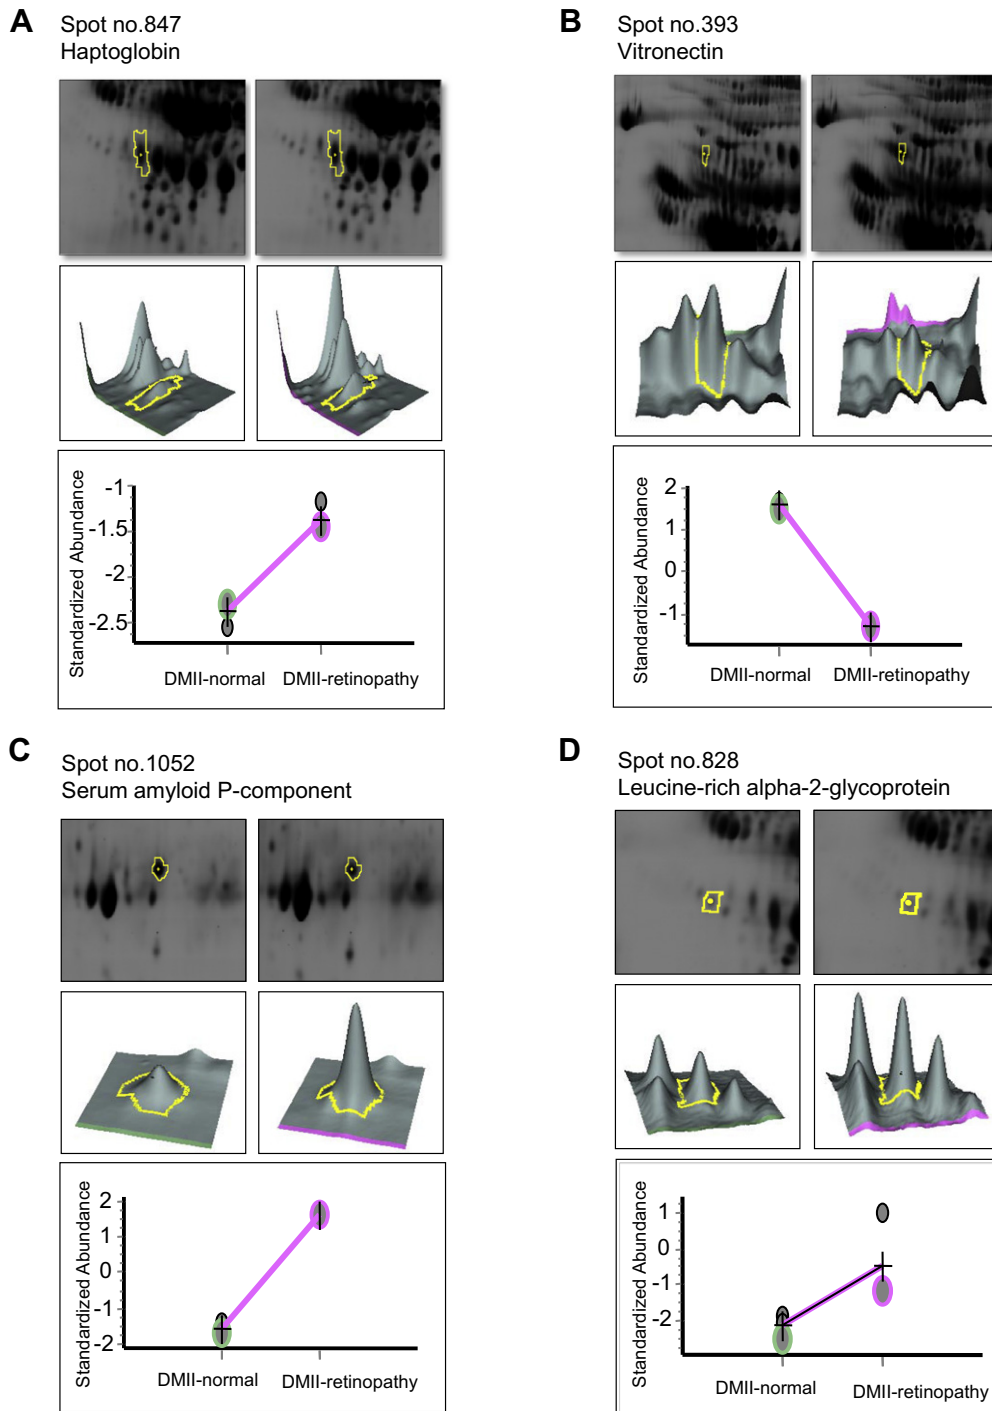 A
Spot no.847
Haptoglobin
Standardized Abundance
-1
-1.5
-2
-2.5
DMII-normal
DMII-retinopathy
B
Spot no.393
Vitronectin
Standardized Abundance
2
1
0
-1
DMII-normal
DMII-retinopathy
C
Spot no.1052
Serum amyloid P-component
Standardized Abundance
2
1
0
-1
-2
DMII-normal
DMII-retinopathy
D
Spot no.828
Leucine-rich alpha-2-glycoprotein
Standardized Abundance
1
0
-1
-2
DMII-normal
DMII-retinopathy